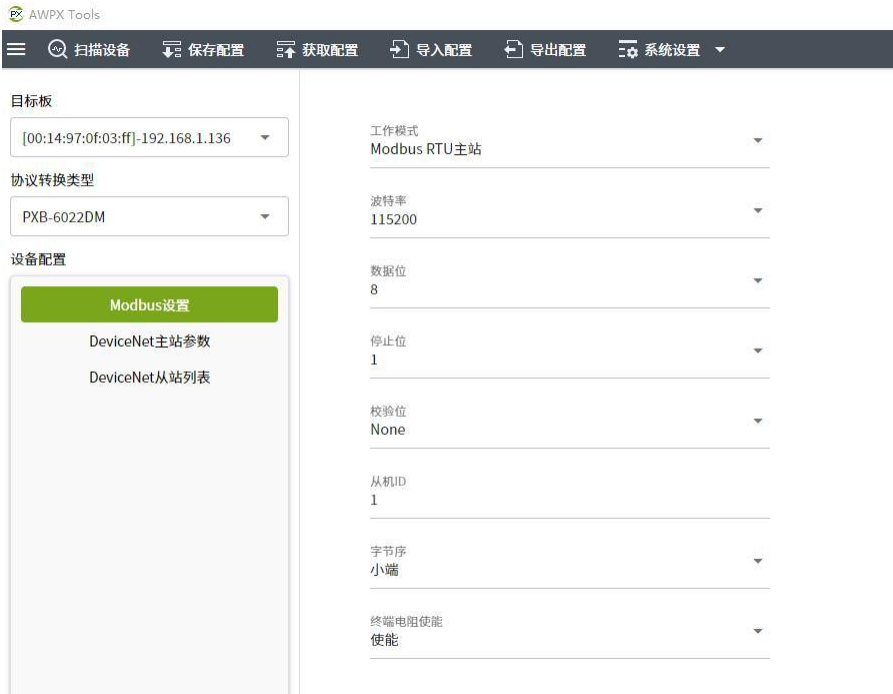 AWPX Tools
扫描设备 保存配置 获取配置 导入配置 导出配置 系统设置
目标板
[00:14:97:0f:03:ff]-192.168.1.136
协议转换类型
PXB-6022DM
设备配置
Modbus设置
DeviceNet主站参数
DeviceNet从站列表
工作模式
Modbus RTU主站
波特率
115200
数据位
8
停止位
1
校验位
None
从机ID
1
字节序
小端
终端电阻使能
使能